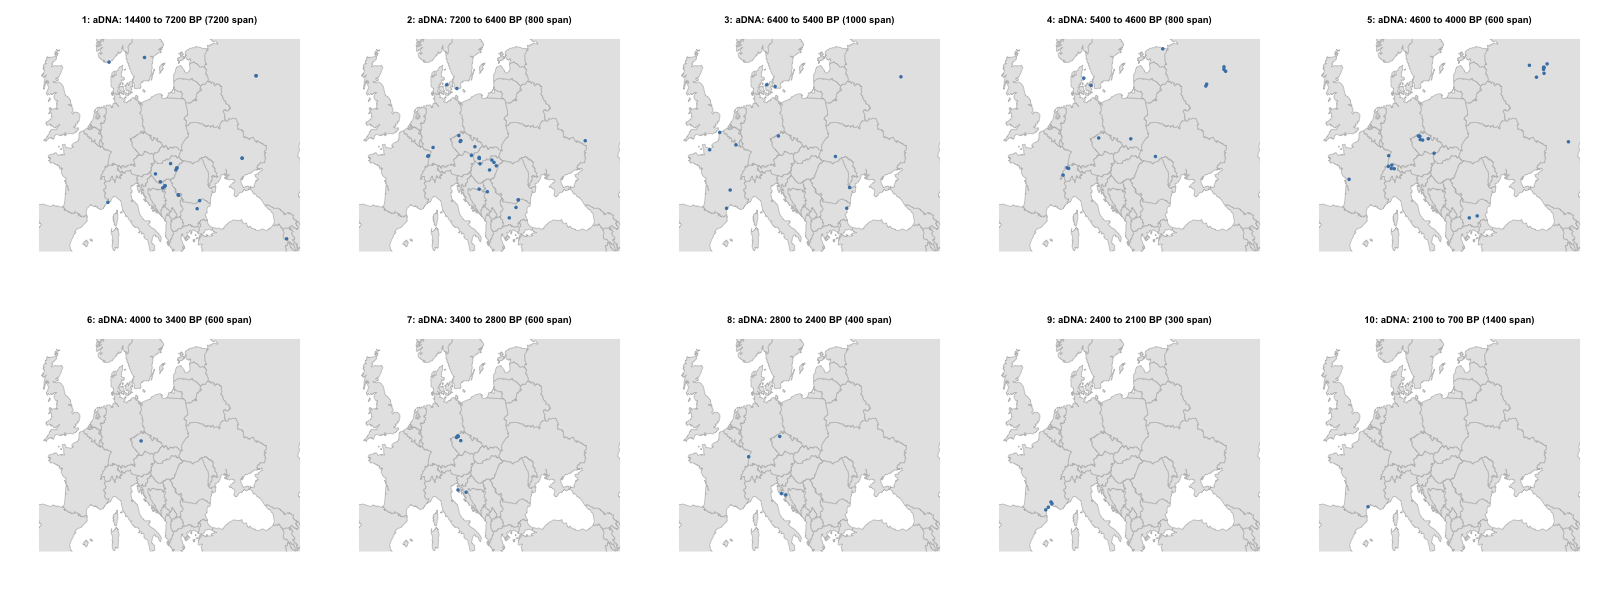 1: aDNA: 14400 to 7200 BP (7200 span)
2: aDNA: 7200 to 6400 BP (800 span)
3: aDNA: 6400 to 5400 BP (1000 span)
4: aDNA: 5400 to 4600 BP (800 span)
5: aDNA: 4600 to 4000 BP (600 span)
6: aDNA: 4000 to 3400 BP (600 span)
7: aDNA: 3400 to 2800 BP (600 span)
8: aDNA: 2800 to 2400 BP (400 span)
9: aDNA: 2400 to 2100 BP (300 span)
10: aDNA: 2100 to 700 BP (1400 span)